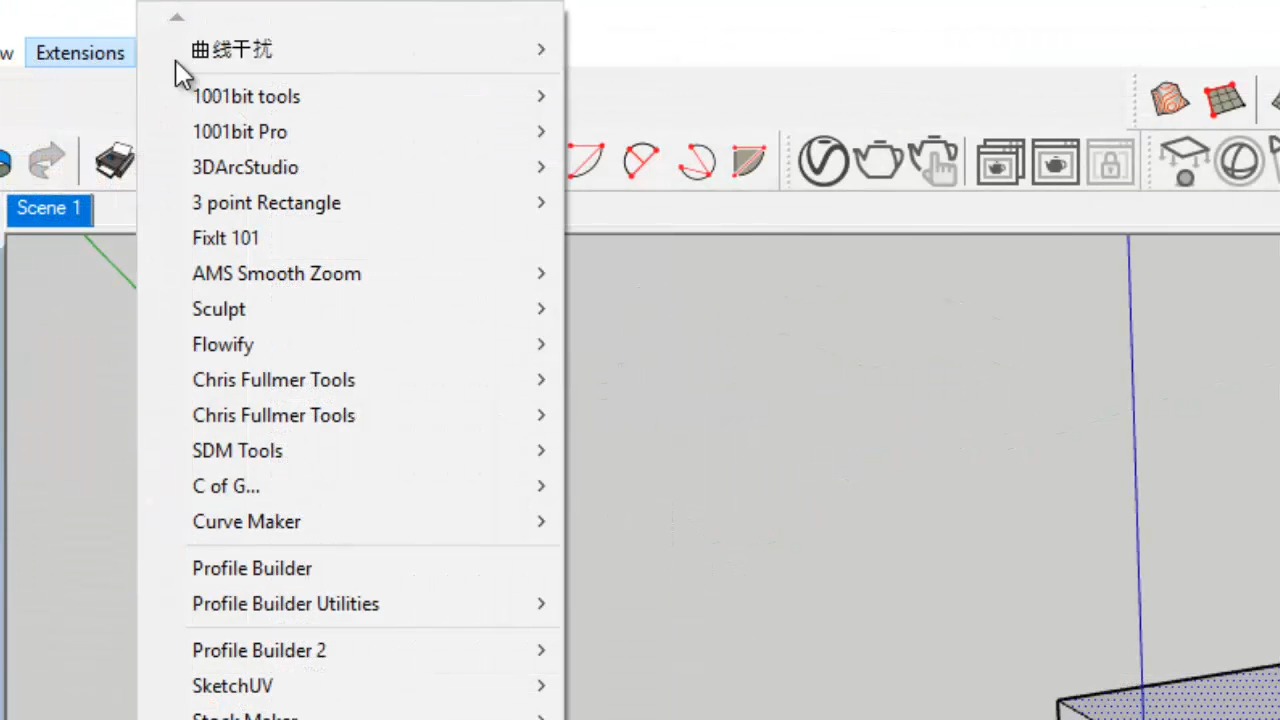 w
Extensions
曲线干扰
1001bit tools
1001bit Pro
3DArcStudio
3 point Rectangle
FixIt 101
AMS Smooth Zoom
Sculpt
Flowify
Chris Fullmer Tools
Chris Fullmer Tools
SDM Tools
C of G...
Curve Maker
Profile Builder
Profile Builder Utilities
Profile Builder 2
SketchUV
Scene 1